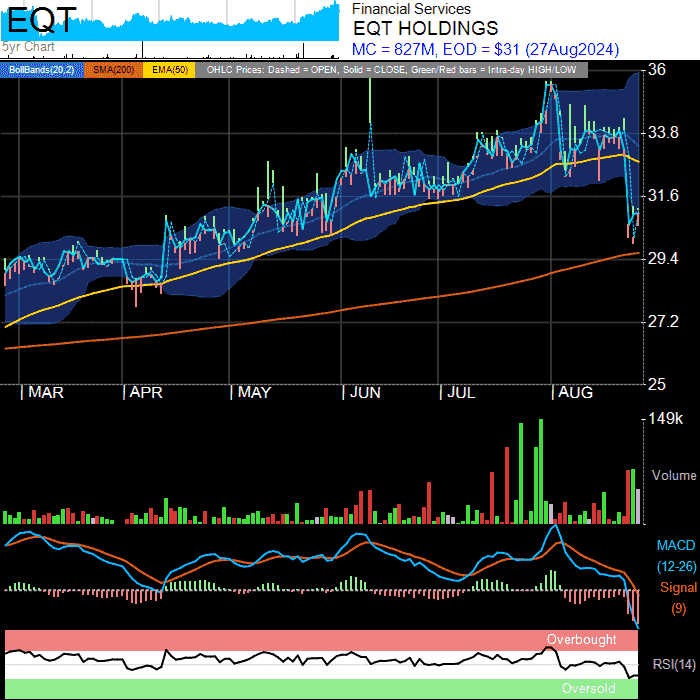 EQT
5yr Chart
Financial Services
EQT HOLDINGS
MC = 827M, EOD = $31 (27Aug2024)
BollBands(20,2) SMA(200) EMA(50) OHLC Prices: Dashed = OPEN, Solid = CLOSE, Green/Red bars = Intra-day HIGH/LOW
36
33.8
31.6
29.4
27.2
25
MAR APR MAY JUN JUL AUG
149k
Volume
MACD
(12-26)
Signal
(9)
Overbought
RSI(14)
Oversold